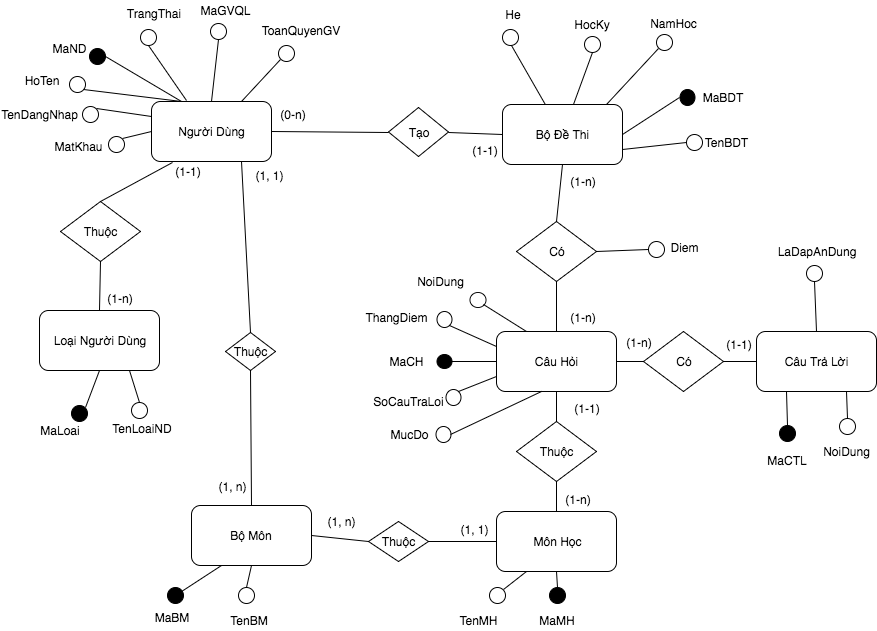 MaGVQL
TrangThai
He
HocKy
NamHoc
ToanQuyenGV
MaND
HoTen
MaBDT
TenDangNhap
(0-n)
Người Dùng
Tạo
Bộ Đề Thi
MatKhau
(1-1)
TenBDT
(1-1)
(1, 1)
(1-n)
Thuộc
Có
Diem
LaDapAnDung
NoiDung
(1-n)
ThangDiem
(1-n)
Loại Người Dùng
Thuộc
MaCH
Câu Hỏi
(1-n)
Có
(1-1)
Câu Trả Lời
SoCauTraLoi
(1-1)
MaLoai
TenLoaiND
MucDo
Thuộc
NoiDung
MaCTL
(1, n)
(1-n)
Bộ Môn
(1, n)
Thuộc
(1, 1)
Môn Học
MaBM
TenBM
TenMH
MaMH